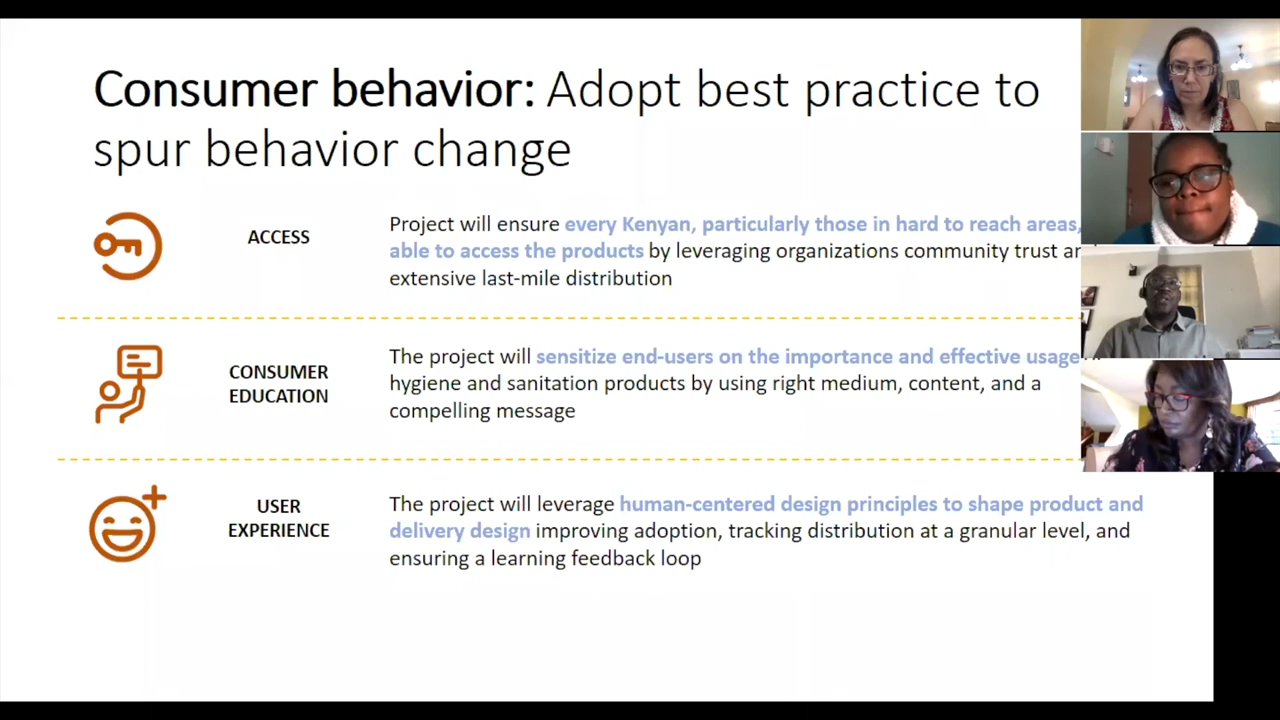 Consumer behavior: Adopt best practice to
spur behavior change
ACCESS
Project will ensure every Kenyan, particularly those in hard to reach areas,
able to access the products by leveraging organizations community trust
extensive last-mile distribution
CONSUMER
EDUCATION
The project will sensitize end-users on the importance and effective usage
hygiene and sanitation products by using right medium, content, and a
compelling message
USER
EXPERIENCE
The project will leverage human-centered design principles to shape product and
delivery design improving adoption, tracking distribution at a granular level, and
ensuring a learning feedback loop